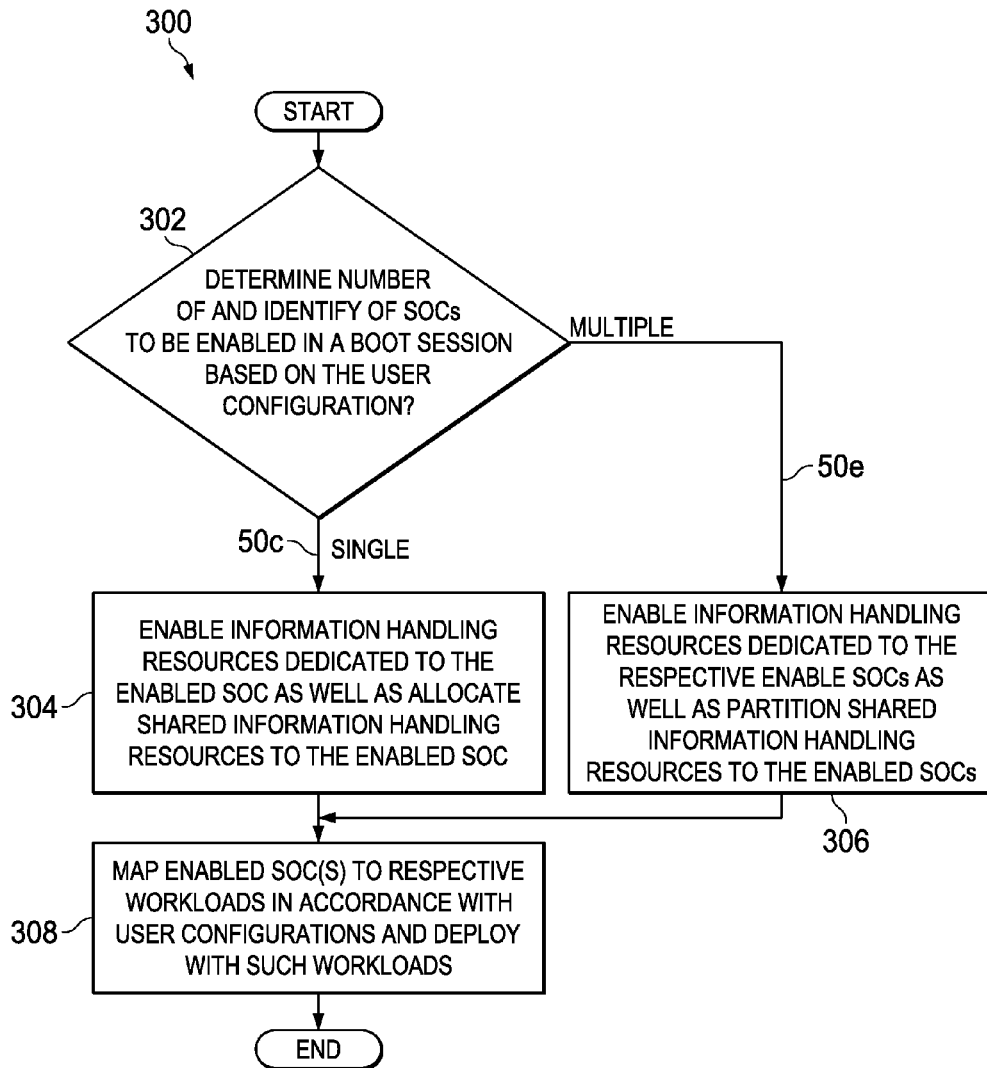 300
START
302
DETERMINE NUMBER
OF AND IDENTIFY OF SOCs
TO BE ENABLED IN A BOOT SESSION
BASED ON THE USER
CONFIGURATION?
MULTIPLE
50e
50c
SINGLE
304
ENABLE INFORMATION HANDLING
RESOURCES DEDICATED TO THE
ENABLED SOC AS WELL AS ALLOCATE
SHARED INFORMATION HANDLING
RESOURCES TO THE ENABLED SOC
ENABLE INFORMATION HANDLING
RESOURCES DEDICATED TO THE
RESPECTIVE ENABLE SOCs AS
WELL AS PARTITION SHARED
INFORMATION HANDLING
RESOURCES TO THE ENABLED SOCs
306
308
MAP ENABLED SOC(S) TO RESPECTIVE
WORKLOADS IN ACCORDANCE WITH
USER CONFIGURATIONS AND DEPLOY
WITH SUCH WORKLOADS
END